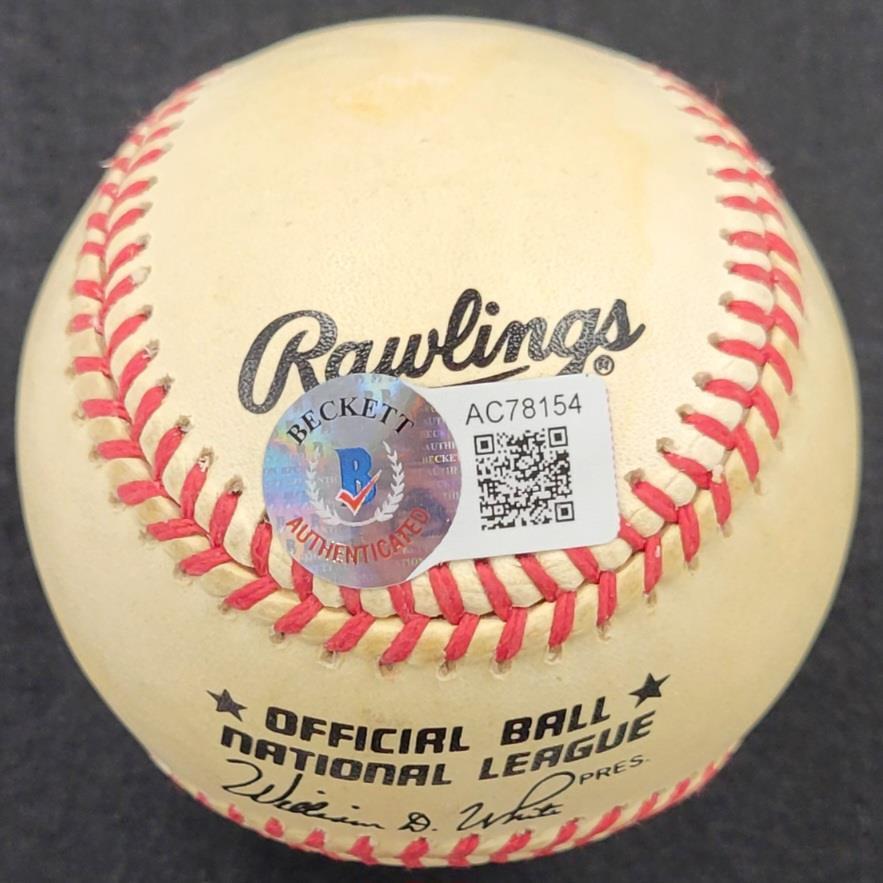 Rawlings
®
BECKETT
B
AUTHENTICATED
AC78154
OFFICIAL BALL
NATIONAL LEAGUE
William D. White PRES.